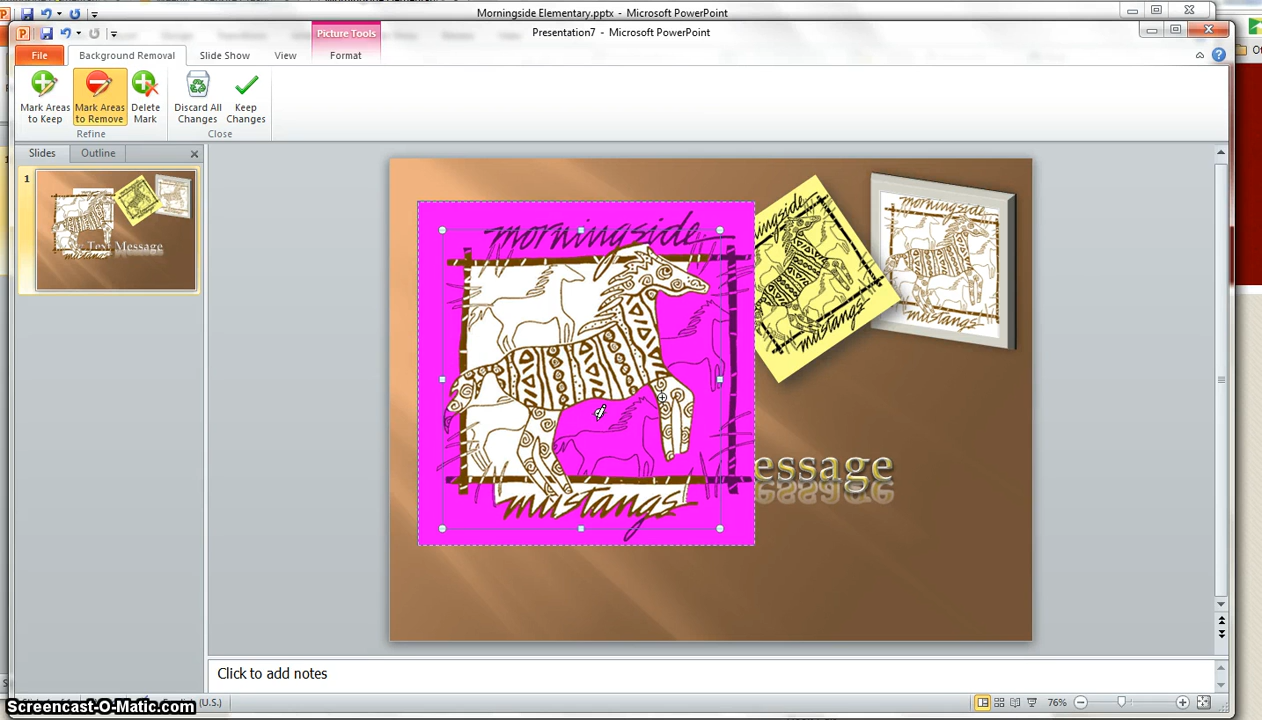 Morningside Elementary.pptx - Microsoft PowerPoint
Picture Tools
Presentation7 - Microsoft PowerPoint
File
Background Removal
Slide Show
View
Format
Mark Areas to Keep
Mark Areas to Remove
Delete Mark
Discard All Changes
Keep Changes
Refine
Close
Slides
Outline
1
Text Message
morningside
mustangs
morningside
mustangs
morningside
mustangs
essage
Click to add notes
(U.S.)
76%
Screencast-O-Matic.com